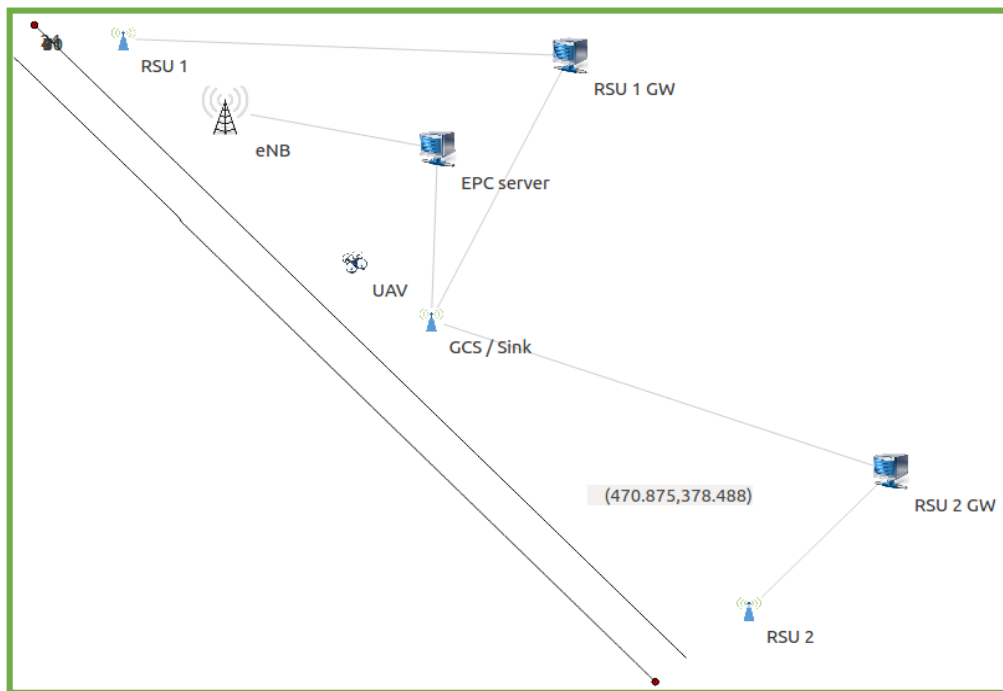 RSU 1
RSU 1 GW
eNB
EPC server
UAV
GCS / Sink
(470.875,378.488)
RSU 2 GW
RSU 2